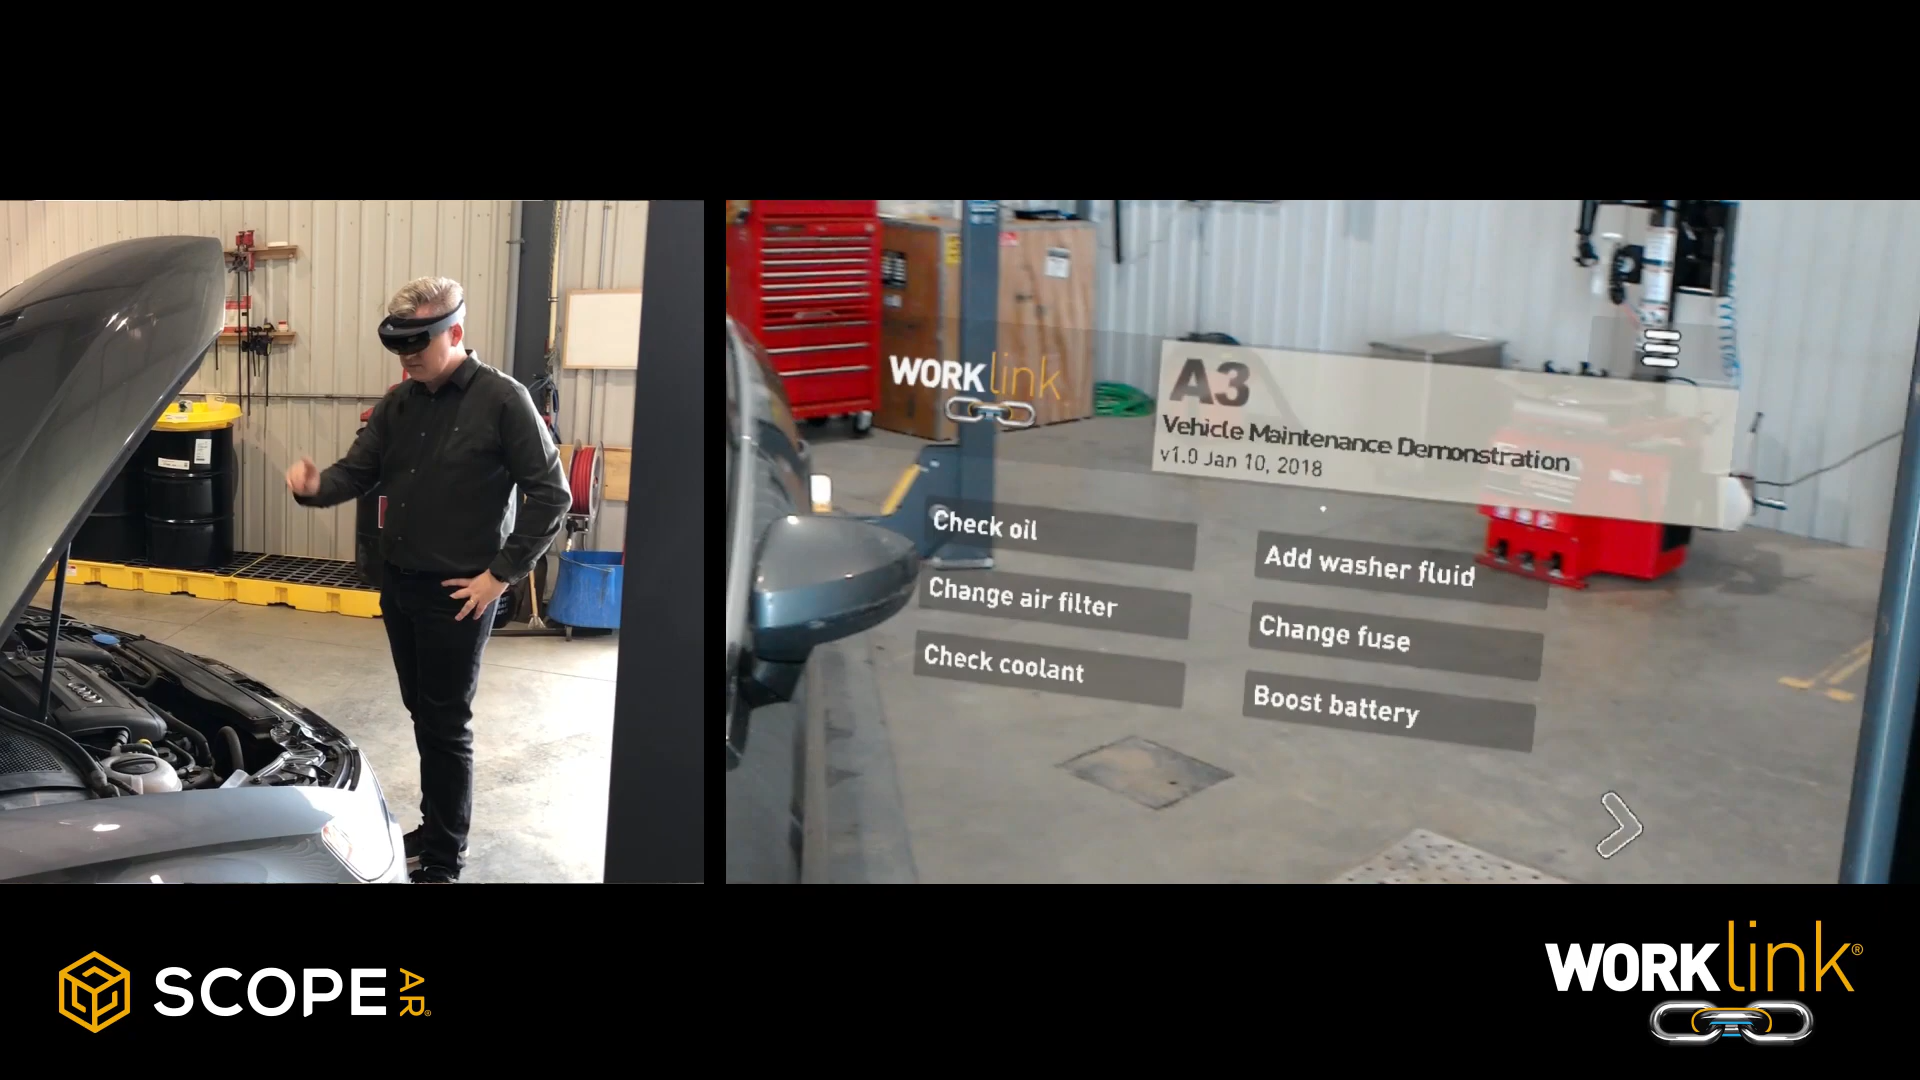 WORKlink
A3
Vehicle Maintenance Demonstration
v1.0 Jan 10, 2018
Check oil
Add washer fluid
Change air filter
Change fuse
Check coolant
Boost battery
SCOPE AR®
WORKlink®